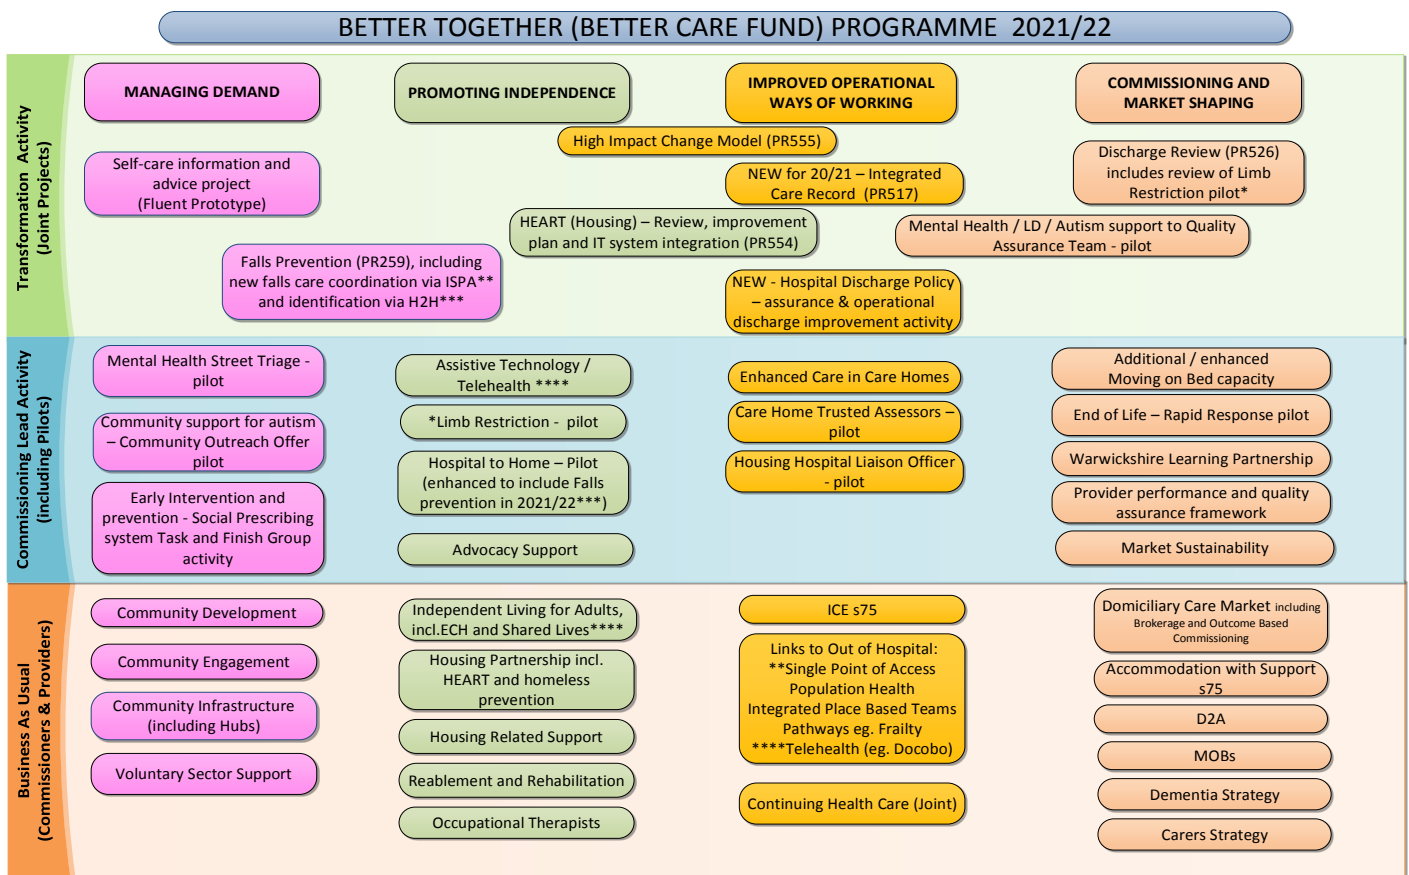 BETTER TOGETHER (BETTER CARE FUND) PROGRAMME 2021/22
Transformation Activity
(Joint Projects)
MANAGING DEMAND
PROMOTING INDEPENDENCE
IMPROVED OPERATIONAL
WAYS OF WORKING
COMMISSIONING AND
MARKET SHAPING
High Impact Change Model (PR555)
Self-care information and
advice project
(Fluent Prototype)
NEW for 20/21 – Integrated
Care Record (PR517)
Discharge Review (PR526)
includes review of Limb
Restriction pilot*
HEART (Housing) – Review, improvement
plan and IT system integration (PR554)
Mental Health / LD / Autism support to Quality
Assurance Team - pilot
Falls Prevention (PR259), including
new falls care coordination via ISPA**
and identification via H2H***
NEW - Hospital Discharge Policy
– assurance & operational
discharge improvement activity
Commissioning Lead Activity
(including Pilots)
Mental Health Street Triage -
pilot
Community support for autism
– Community Outreach Offer
pilot
Early Intervention and
prevention - Social Prescribing
system Task and Finish Group
activity
Assistive Technology /
Telehealth ****
*Limb Restriction - pilot
Hospital to Home – Pilot
(enhanced to include Falls
prevention in 2021/22***)
Advocacy Support
Enhanced Care in Care Homes
Care Home Trusted Assessors –
pilot
Housing Hospital Liaison Officer
- pilot
Additional / enhanced
Moving on Bed capacity
End of Life – Rapid Response pilot
Warwickshire Learning Partnership
Provider performance and quality
assurance framework
Market Sustainability
Business As Usual
(Commissioners & Providers)
Community Development
Community Engagement
Community Infrastructure
(including Hubs)
Voluntary Sector Support
Independent Living for Adults,
incl.ECH and Shared Lives****
Housing Partnership incl.
HEART and homeless
prevention
Housing Related Support
Reablement and Rehabilitation
Occupational Therapists
ICE s75
Links to Out of Hospital:
**Single Point of Access
Population Health
Integrated Place Based Teams
Pathways eg. Frailty
****Telehealth (eg. Docobo)
Continuing Health Care (Joint)
Domiciliary Care Market including
Brokerage and Outcome Based
Commissioning
Accommodation with Support
s75
D2A
MOBs
Dementia Strategy
Carers Strategy